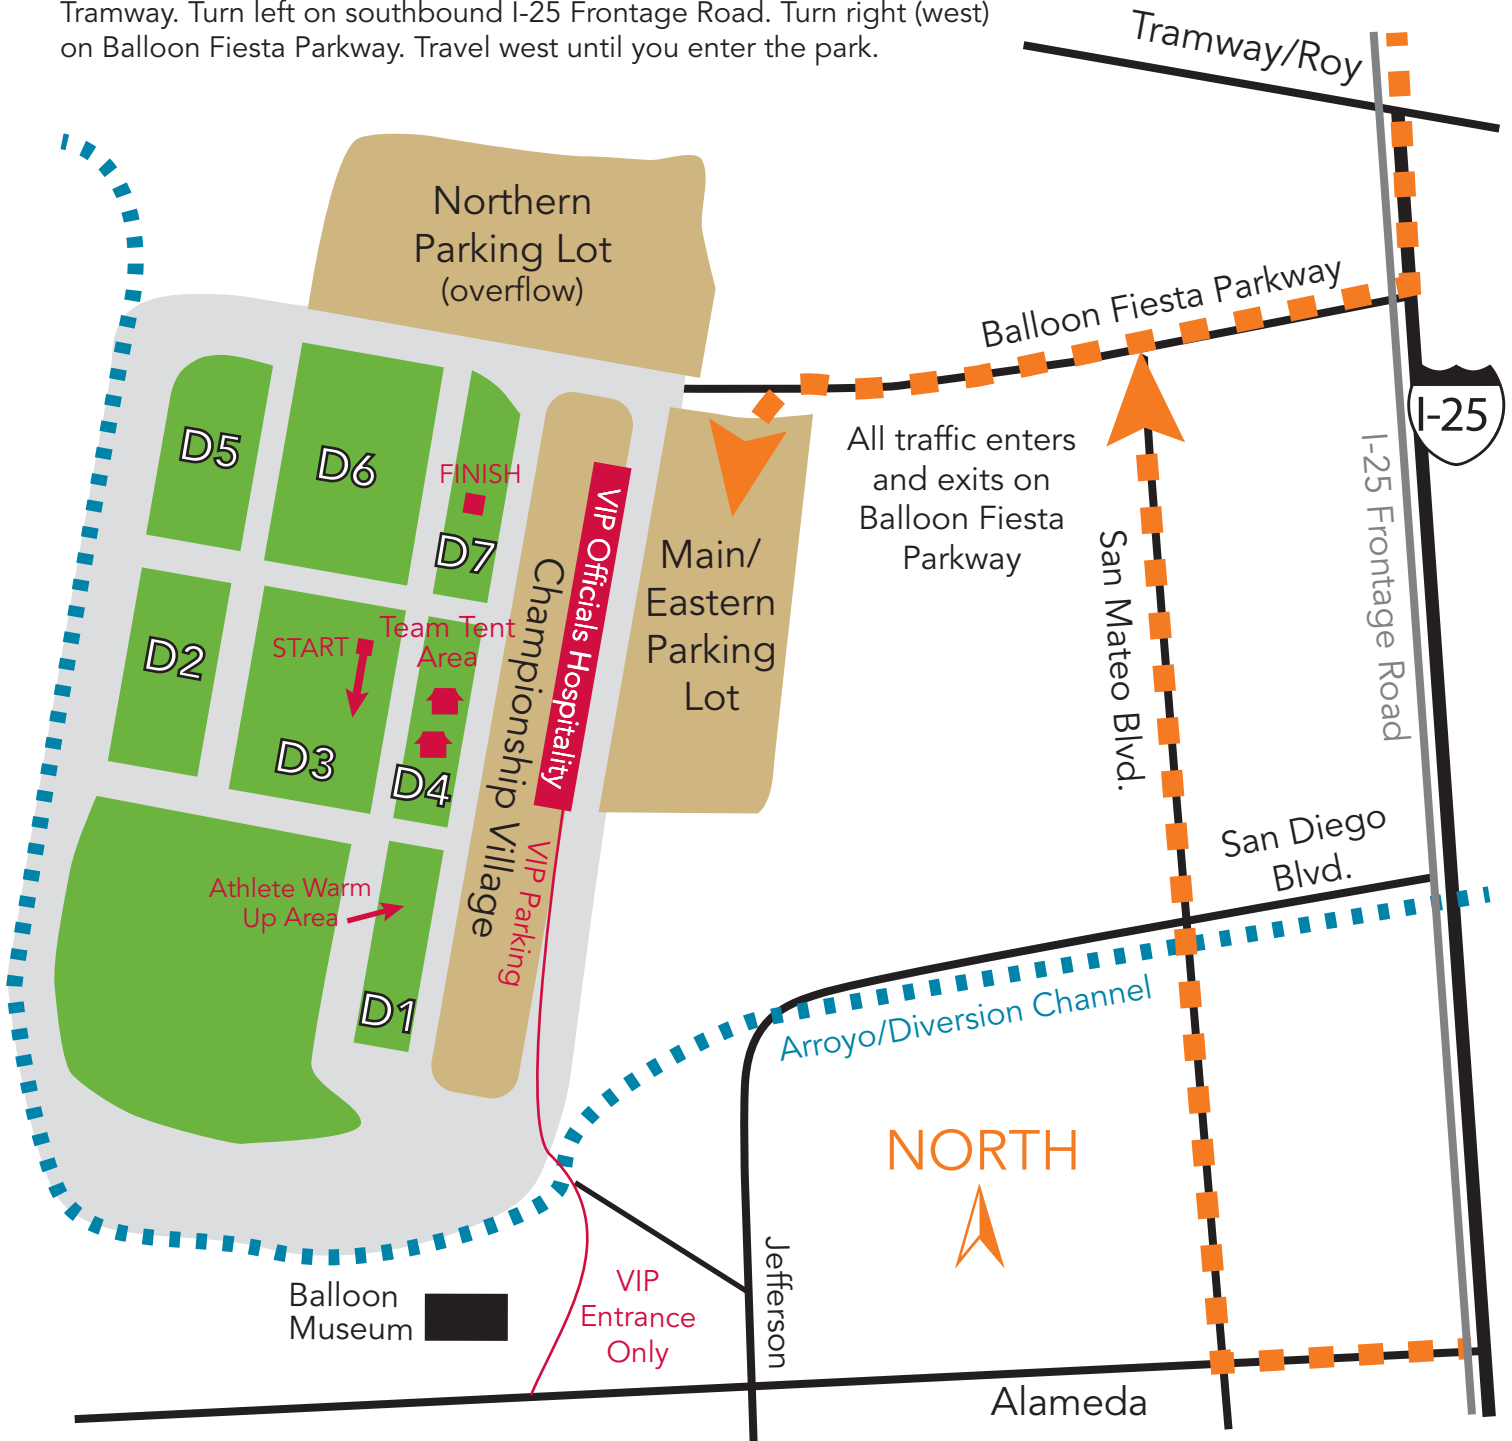 Tramway. Turn left on southbound I-25 Frontage Road. Turn right (west)
on Balloon Fiesta Parkway. Travel west until you enter the park.
Tramway/Roy
Northern
Parking Lot
(overflow)
Balloon Fiesta Parkway
I-25
All traffic enters
and exits on
Balloon Fiesta
Parkway
D5
D6
FINISH
D7
VIP Officials Hospitality
Championship Village
Main/
Eastern
Parking
Lot
San Mateo Blvd.
I-25 Frontage Road
D2
START
Team Tent
Area
D3
D4
San Diego
Blvd.
VIP Parking
Athlete Warm
Up Area
D1
Arroyo/Diversion Channel
NORTH
Jefferson
Balloon
Museum
VIP
Entrance
Only
Alameda